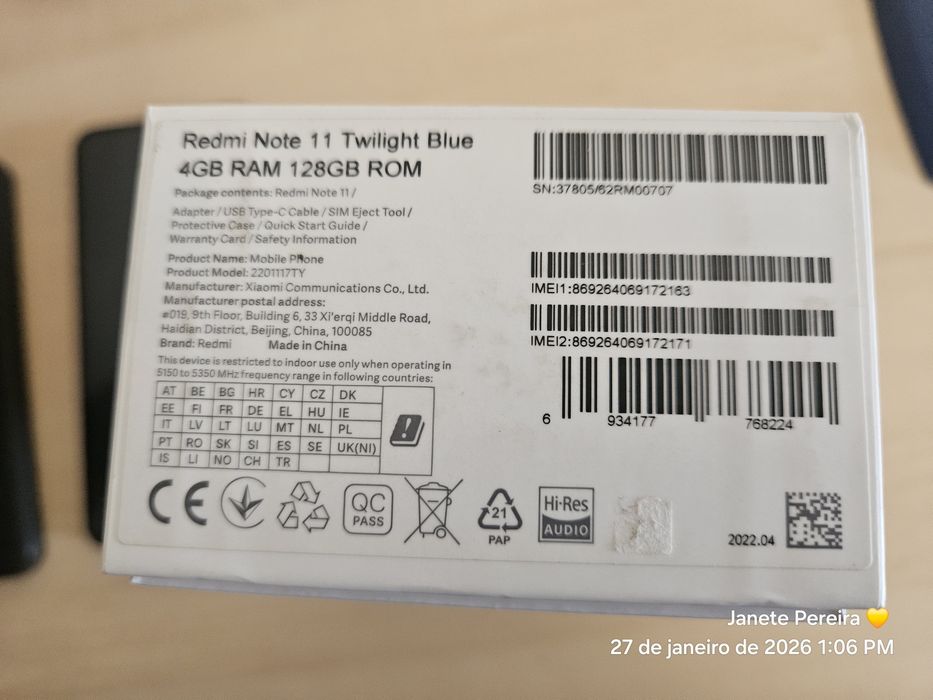 Redmi Note 11 Twilight Blue
4GB RAM 128GB ROM
Package contents: Redmi Note 11 /
Adapter / USB Type-C Cable / SIM Eject Tool /
Protective Case / Quick Start Guide /
Warranty Card / Safety Information
Product Name: Mobile Phone
Product Model: 2201117TY
Manufacturer: Xiaomi Communications Co., Ltd.
Manufacturer postal address:
#019, 9th Floor, Building 6, 33 Xi'erqi Middle Road,
Haidian District, Beijing, China, 100085
Brand: Redmi Made in China
This device is restricted to indoor use only when operating in
5150 to 5350 MHz frequency range in following countries:
AT BE BG HR CY CZ DK
EE FI FR DE EL HU IE
IT LV LT LU MT NL PL
PT RO SK SI ES SE UK(NI)
IS LI NO CH TR
CE
QC
PASS
21
PAP
Hi-Res
AUDIO
SN:37805/62RM00707
IMEI1:869264069172163
IMEI2:869264069172171
6 934177 768224
2022.04
Janete Pereira 💛
27 de janeiro de 2026 1:06 PM